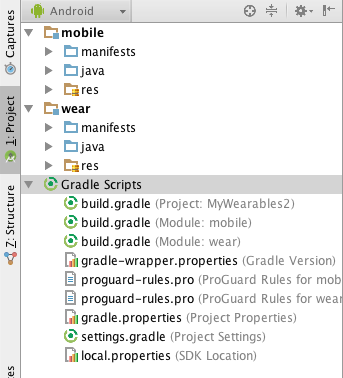 Android
Captures
1: Project
Z: Structure
mobile
manifests
java
res
wear
manifests
java
res
Gradle Scripts
build.gradle (Project: MyWearables2)
build.gradle (Module: mobile)
build.gradle (Module: wear)
gradle-wrapper.properties (Gradle Version)
proguard-rules.pro (ProGuard Rules for mob
proguard-rules.pro (ProGuard Rules for wear
gradle.properties (Project Properties)
settings.gradle (Project Settings)
local.properties (SDK Location)